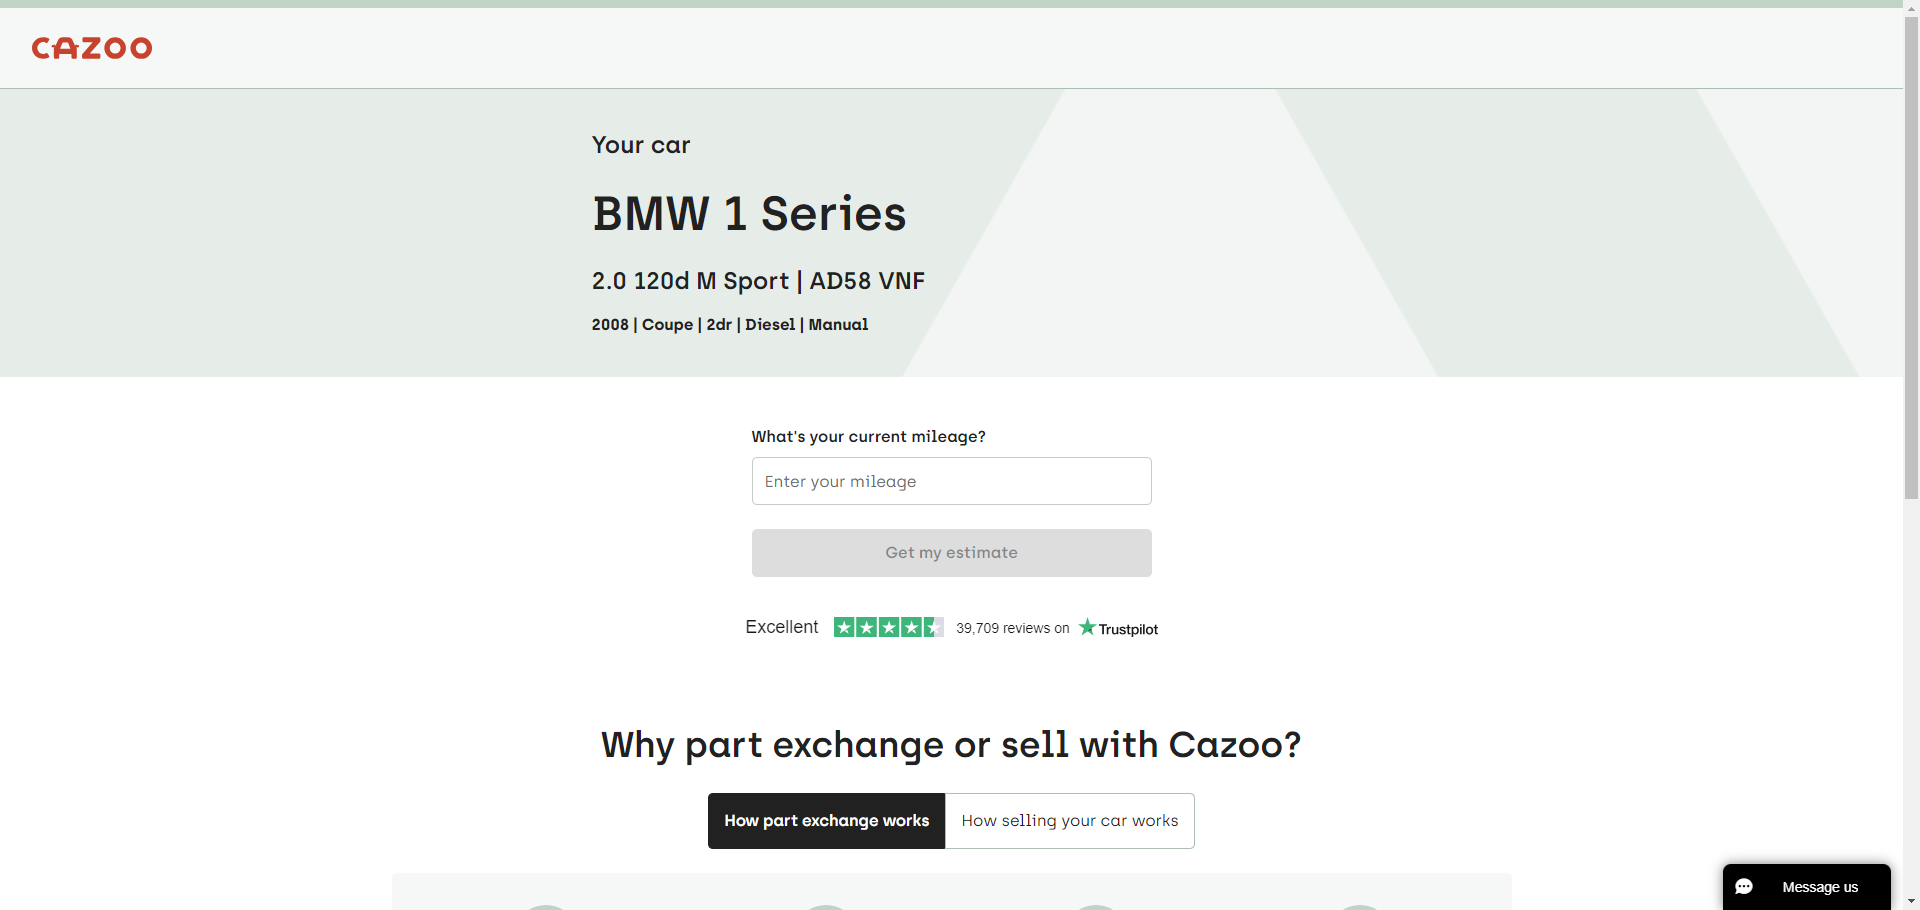 CAZOO
Your car
BMW 1 Series
2.0 120d M Sport | AD58 VNF
2008 | Coupe | 2dr | Diesel | Manual
What's your current mileage?
Enter your mileage
Get my estimate
Excellent 39,709 reviews on Trustpilot
Why part exchange or sell with Cazoo?
How part exchange works How selling your car works
Message us